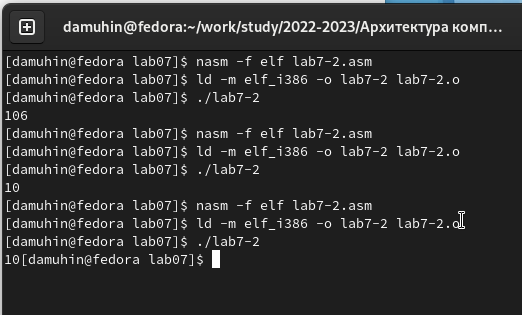 damuhin@fedora:~/work/study/2022-2023/Архитектура комп...
[damuhin@fedora lab07]$ nasm -f elf lab7-2.asm
[damuhin@fedora lab07]$ ld -m elf_i386 -o lab7-2 lab7-2.o
[damuhin@fedora lab07]$ ./lab7-2
106
[damuhin@fedora lab07]$ nasm -f elf lab7-2.asm
[damuhin@fedora lab07]$ ld -m elf_i386 -o lab7-2 lab7-2.o
[damuhin@fedora lab07]$ ./lab7-2
10
[damuhin@fedora lab07]$ nasm -f elf lab7-2.asm
[damuhin@fedora lab07]$ ld -m elf_i386 -o lab7-2 lab7-2.o
[damuhin@fedora lab07]$ ./lab7-2
10[damuhin@fedora lab07]$